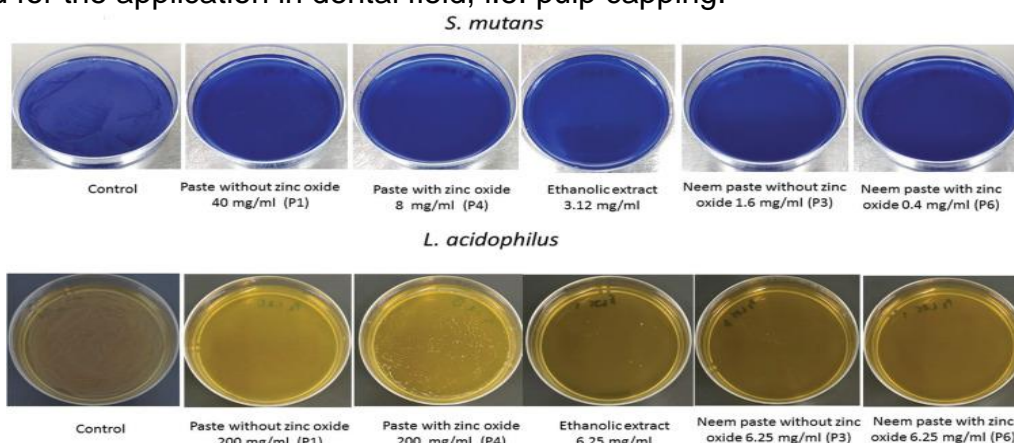 d for the application in dental field, i.e. pulp capping.
S. mutans
Control
Paste without zinc oxide
40 mg/ml (P1)
Paste with zinc oxide
8 mg/ml (P4)
Ethanolic extract
3.12 mg/ml
Neem paste without zinc
oxide 1.6 mg/ml (P3)
Neem paste with zinc
oxide 0.4 mg/ml (P6)
L. acidophilus
Control
Paste without zinc oxide
200 mg/ml (P1)
Paste with zinc oxide
200 mg/ml (P4)
Ethanolic extract
6.25 mg/ml
Neem paste without zinc
oxide 6.25 mg/ml (P3)
Neem paste with zinc
oxide 6.25 mg/ml (P6)